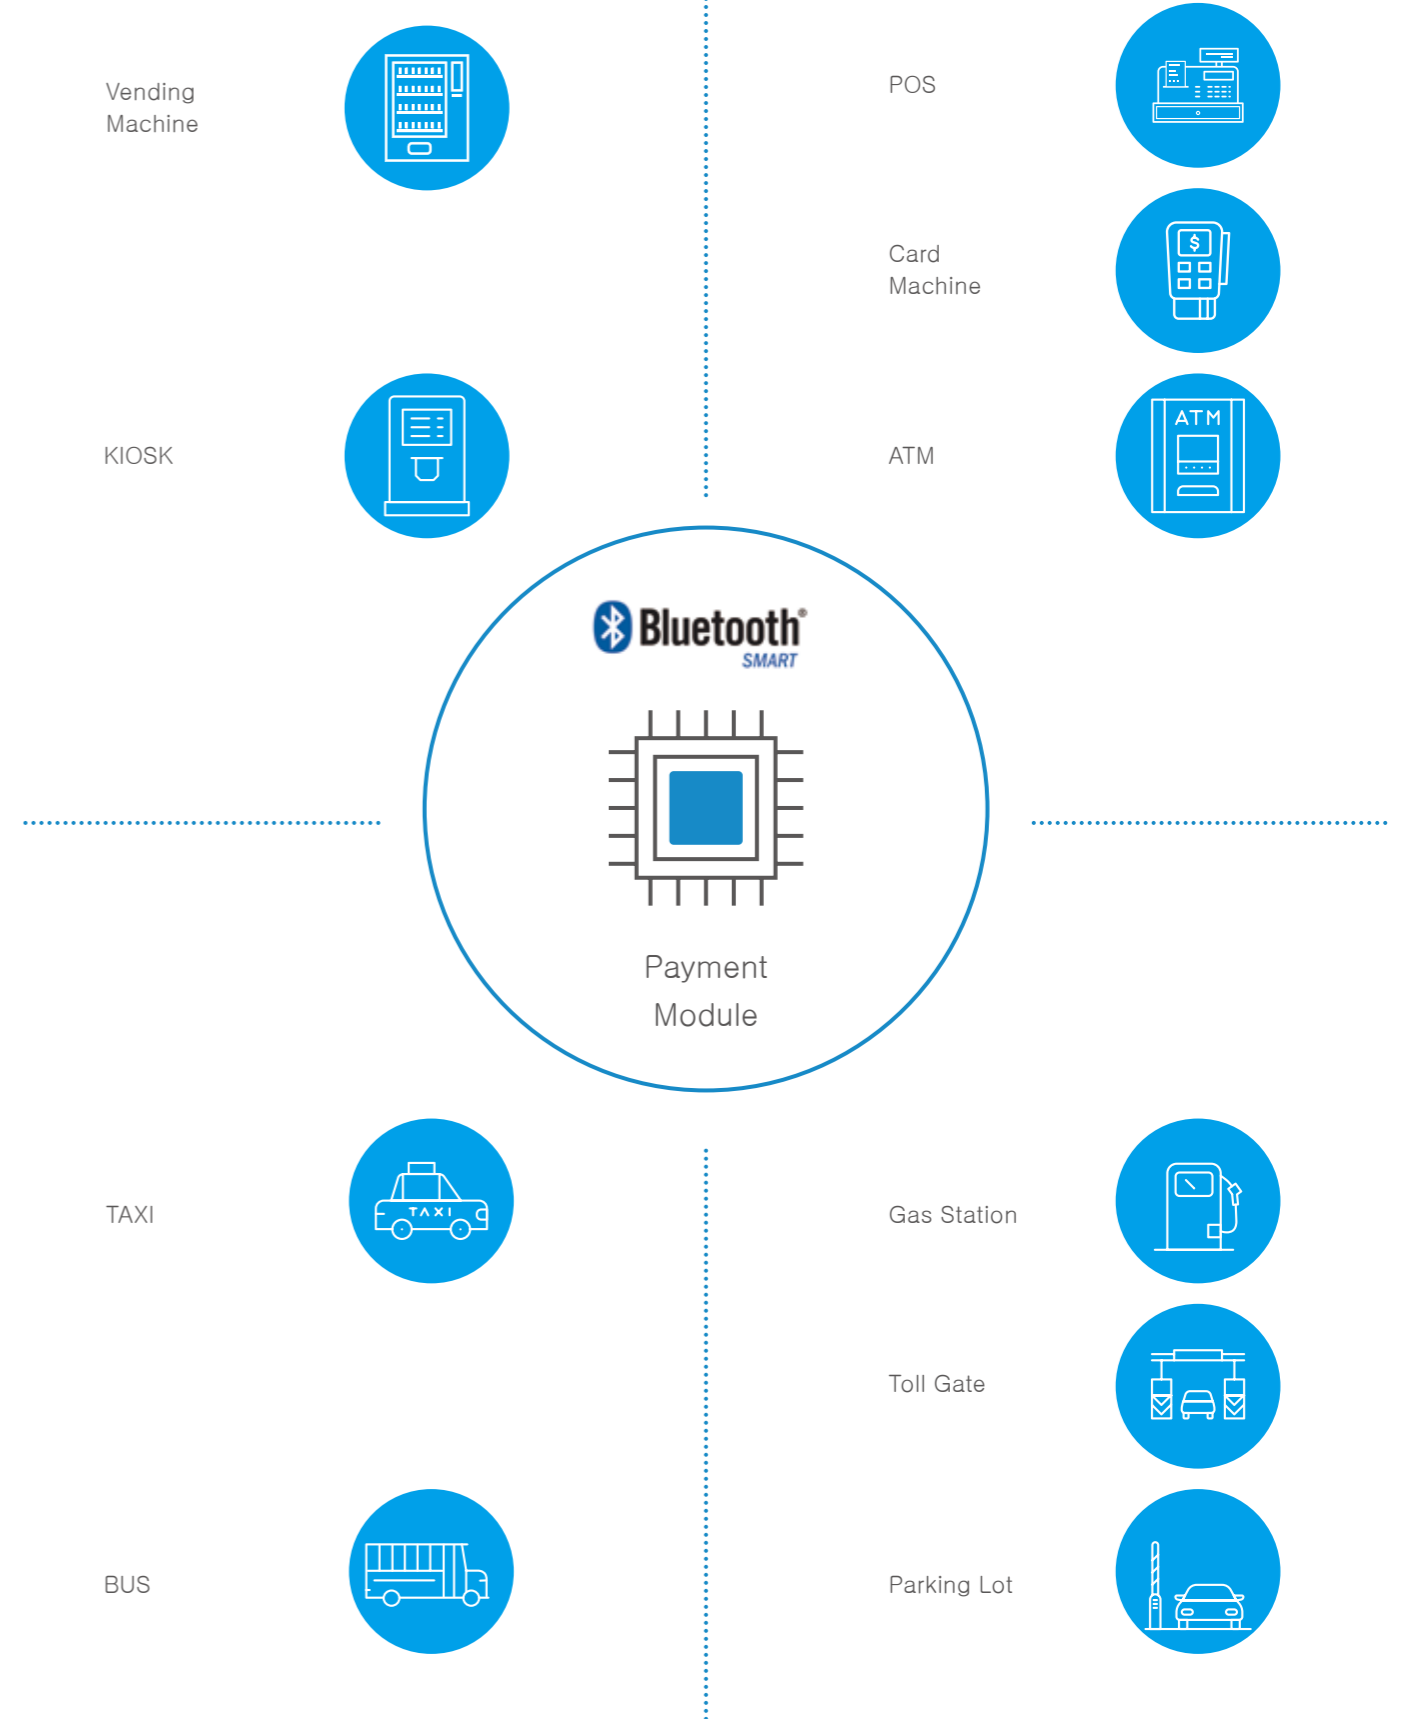 Vending
Machine
POS
Card
Machine
$
KIOSK
ATM
ATM
Bluetooth®
SMART
Payment
Module
TAXI
TAXI
Gas Station
Toll Gate
BUS
Parking Lot